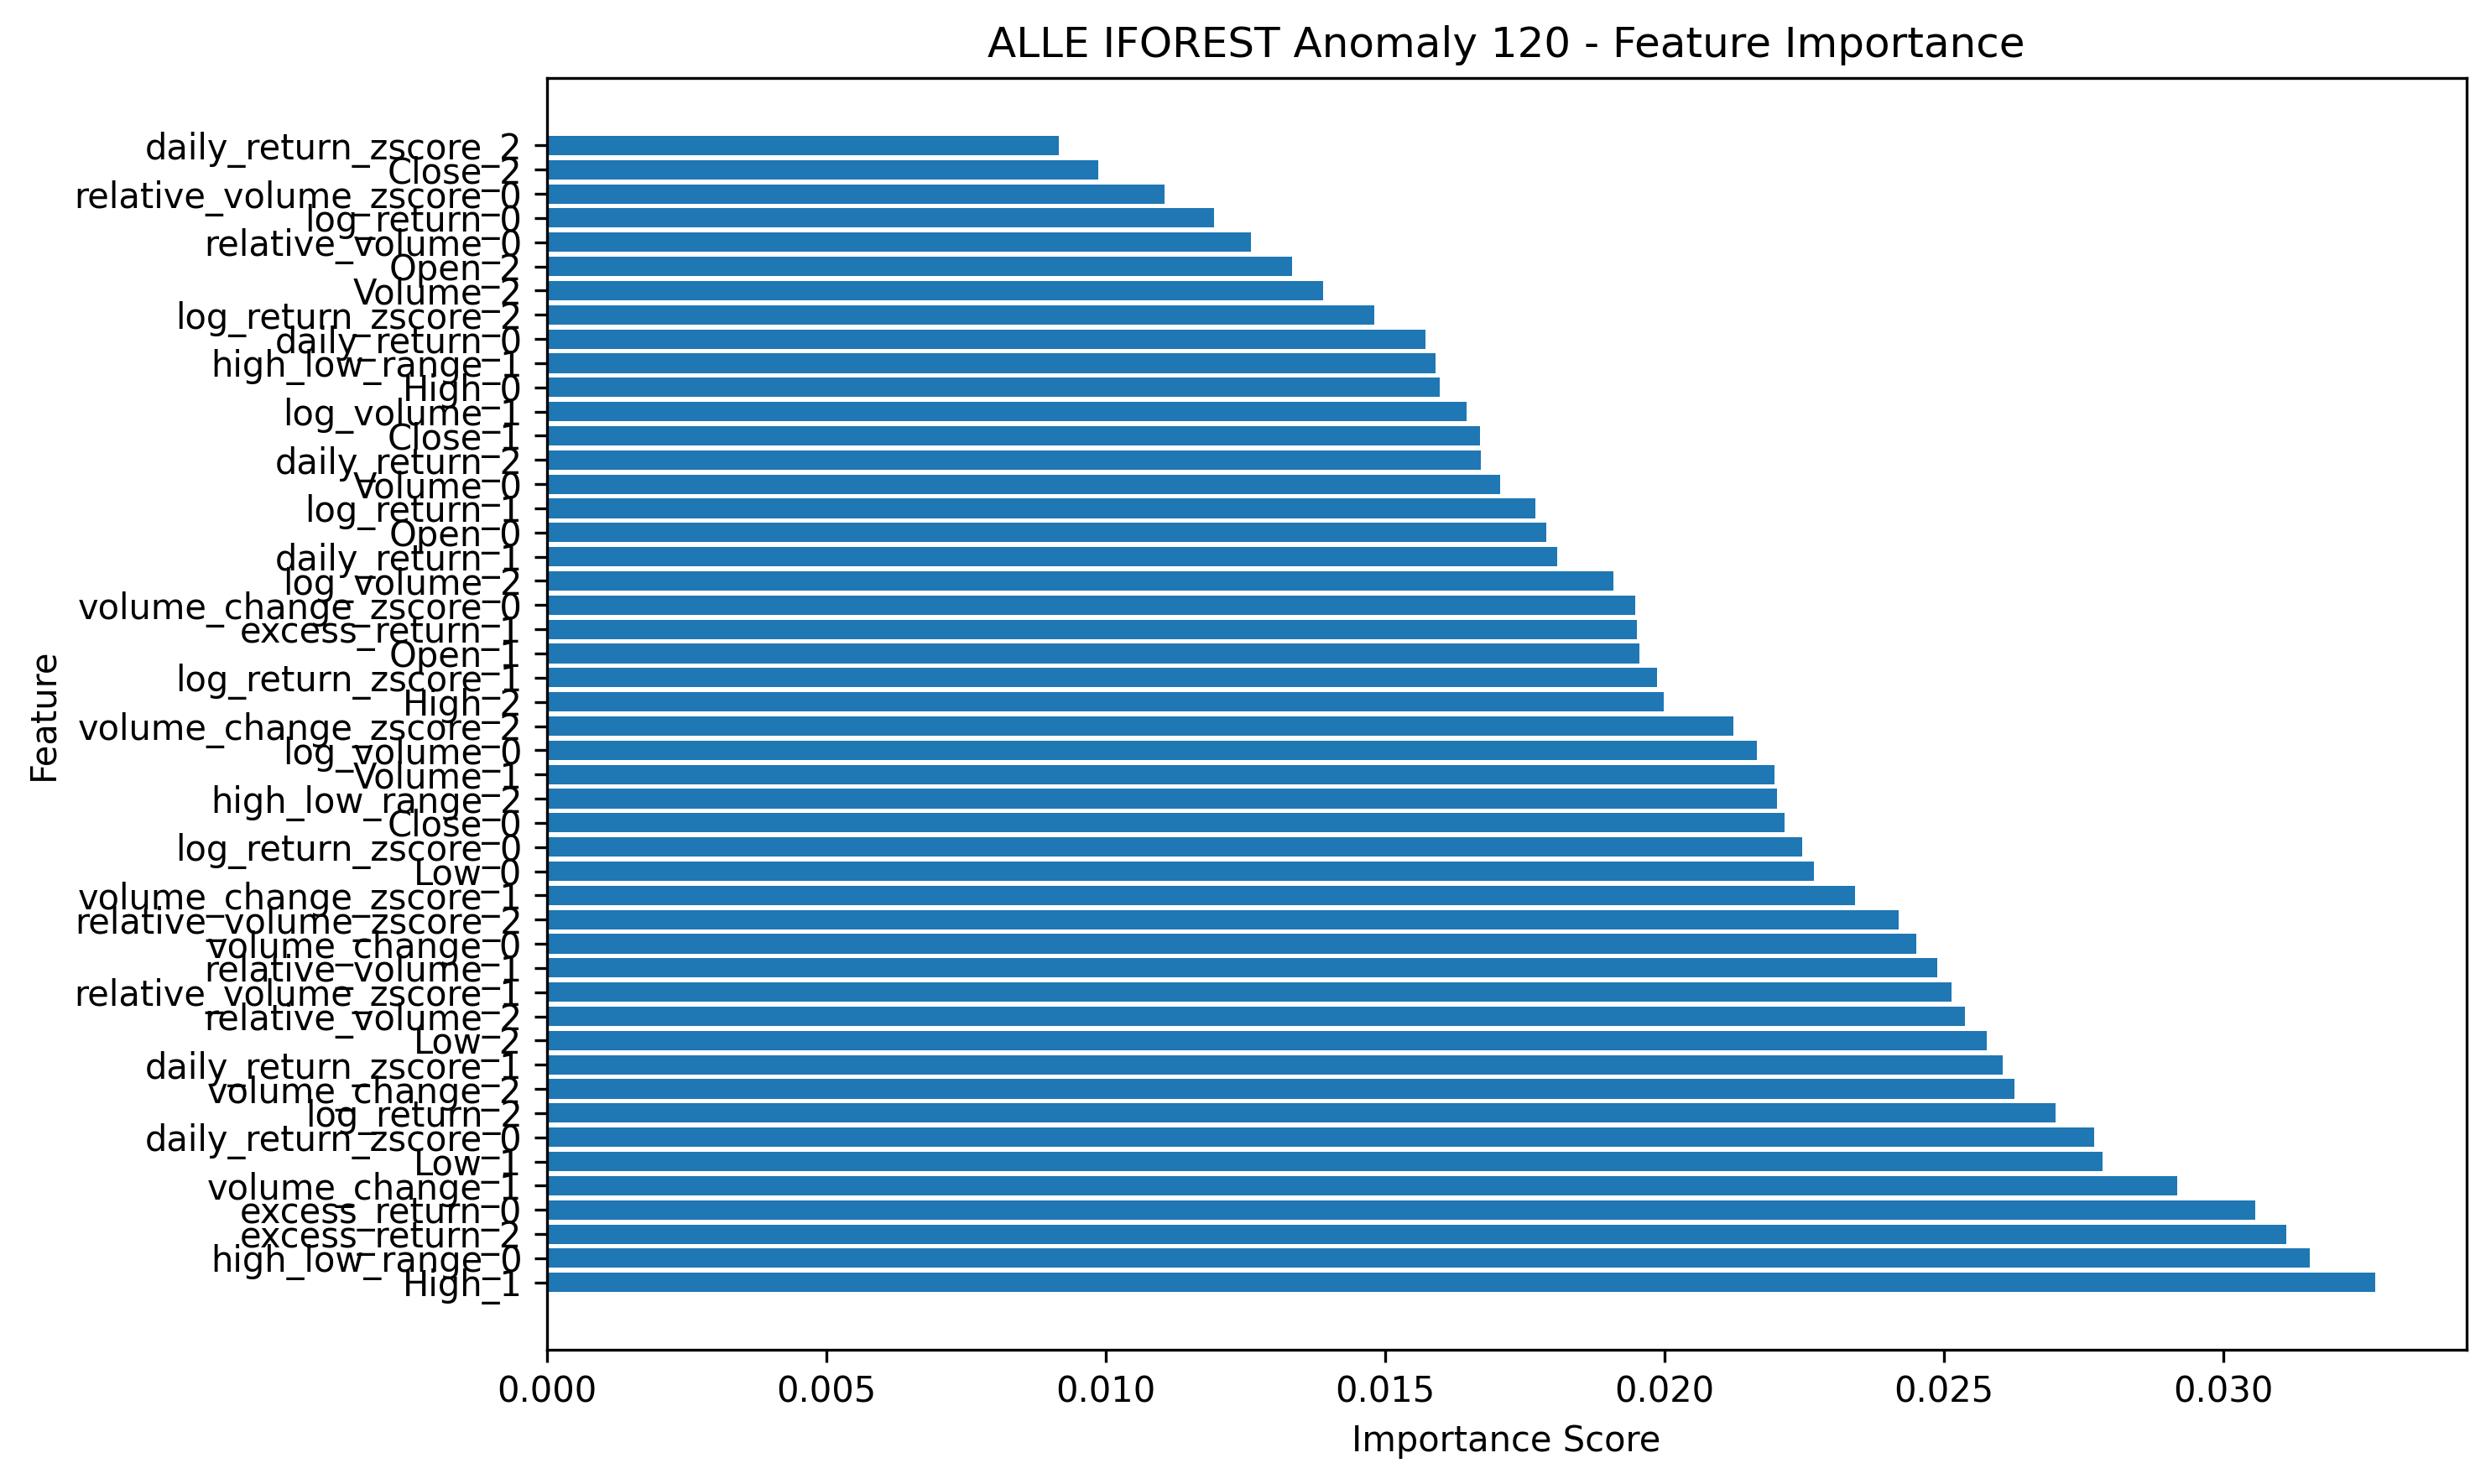 ALLE IFOREST Anomaly 120 - Feature Importance
daily_return_zscore_2
Close_2
relative_volume_zscore_0
log_return_0
relative_volume_0
Open_2
Volume_2
log_return_zscore_2
daily_return_0
high_low_range_1
High_0
log_volume_1
Close_1
daily_return_2
Volume_0
log_return_1
Open_0
daily_return_1
log_volume_2
volume_change_zscore_0
excess_return_1
Open_1
log_return_zscore_1
High_2
volume_change_zscore_2
log_volume_0
Volume_1
high_low_range_2
Close_0
log_return_zscore_0
Low_0
volume_change_zscore_1
relative_volume_zscore_2
volume_change_0
relative_volume_1
relative_volume_zscore_1
relative_volume_2
Low_2
daily_return_zscore_1
volume_change_2
log_return_2
daily_return_zscore_0
Low_1
volume_change_1
excess_return_0
excess_return_2
high_low_range_0
High_1
Feature
0.000 0.005 0.010 0.015 0.020 0.025 0.030
Importance Score